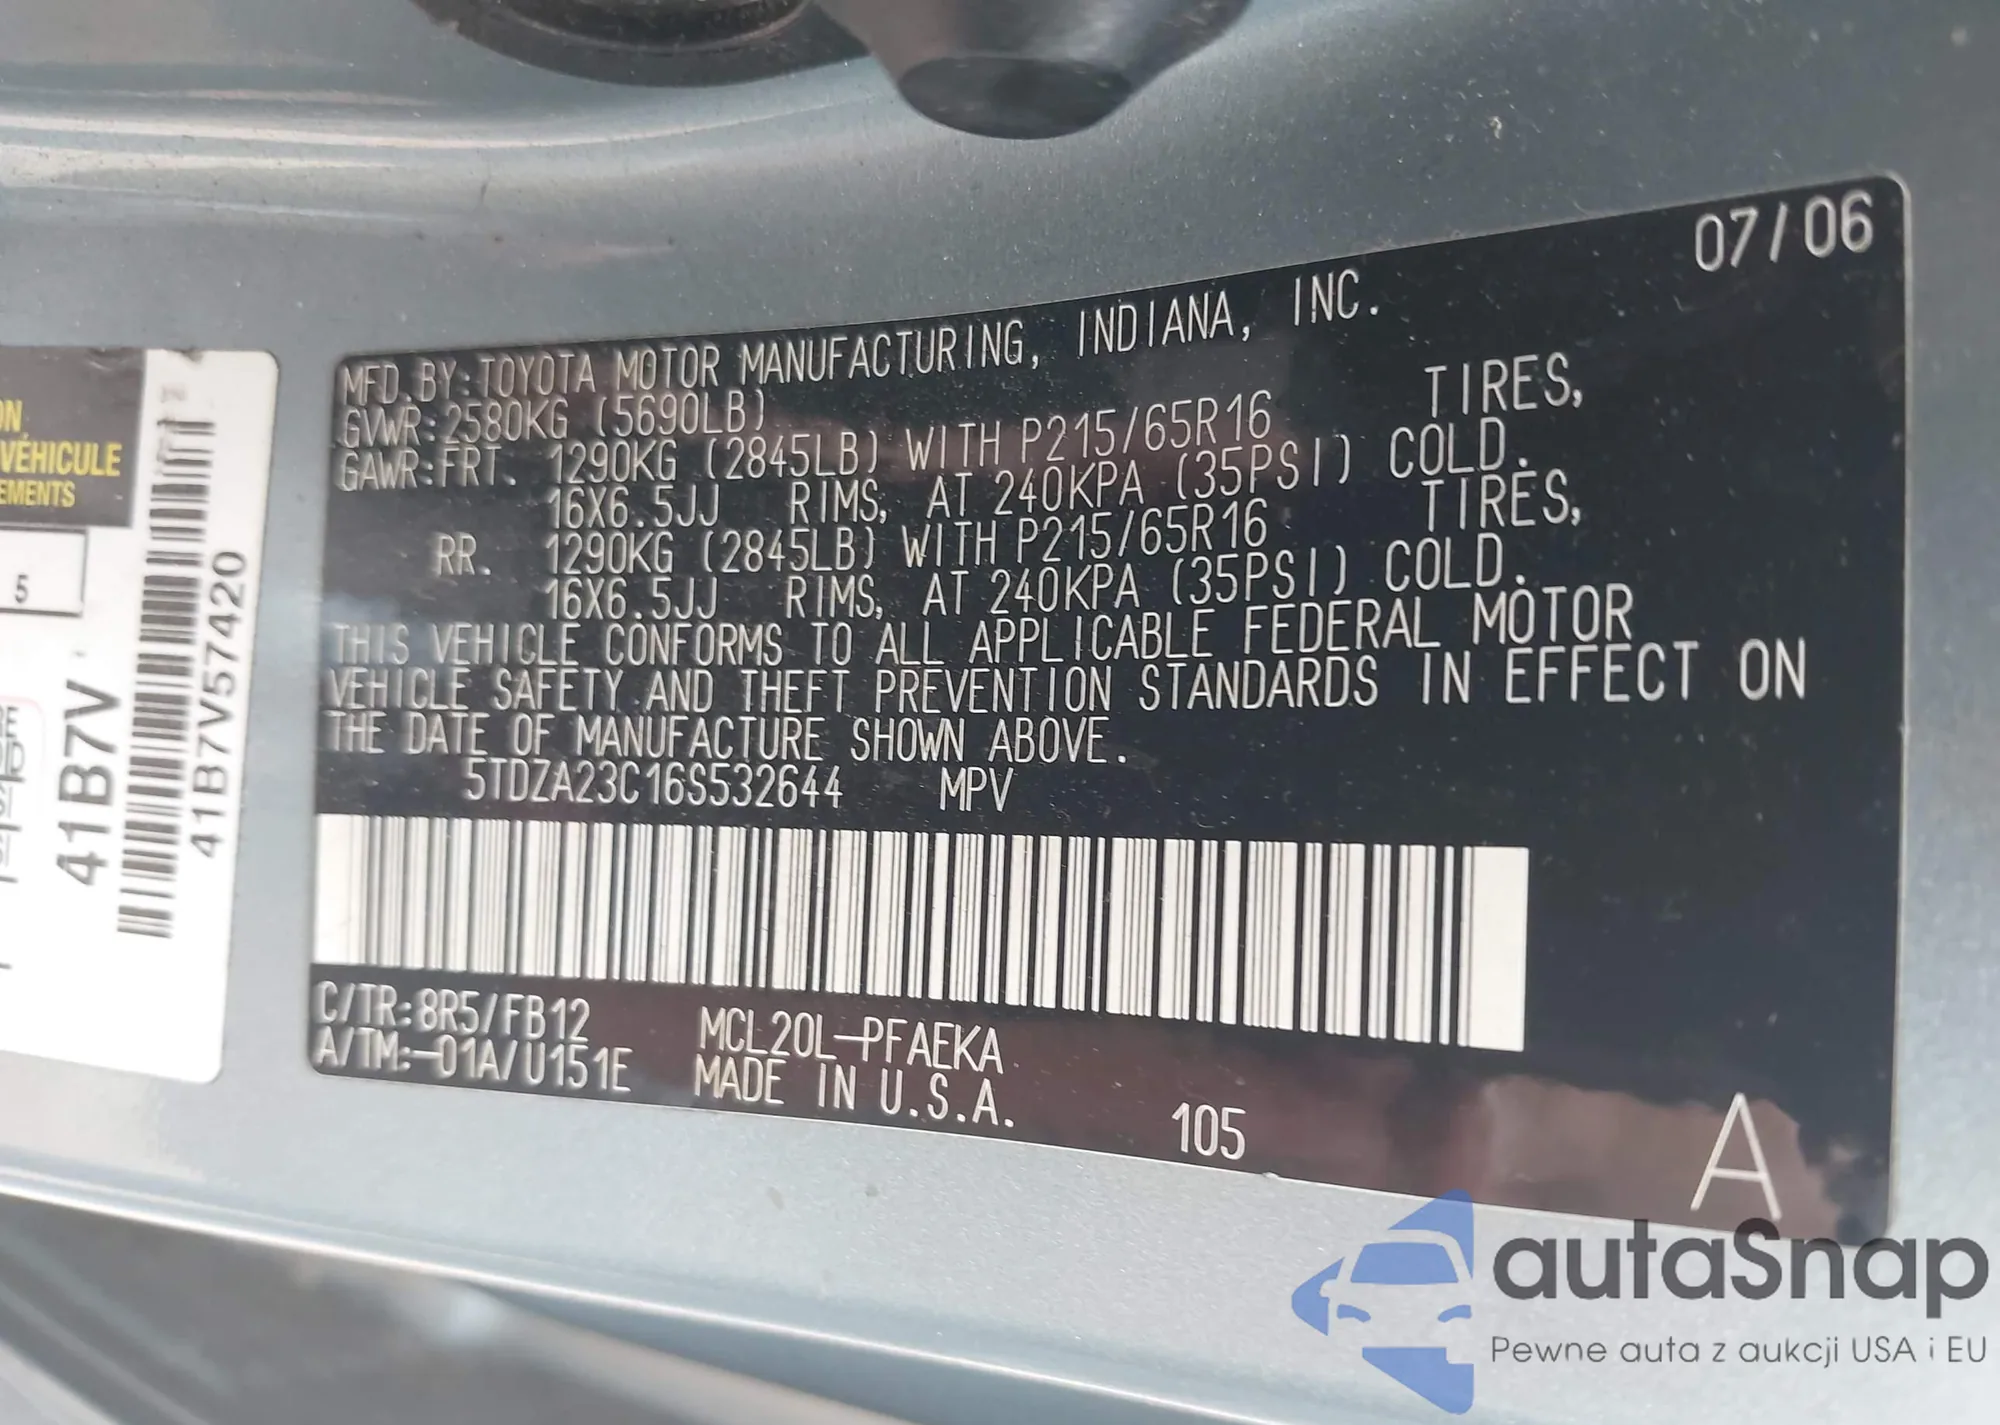 07/06
MFD.BY:TOYOTA MOTOR MANUFACTURING, INDIANA, INC.
GVWR:2580KG (5690LB)
GAWR:FRT. 1290KG (2845LB) WITH P215/65R16 TIRES,
16X6.5JJ RIMS, AT 240KPA (35PSI) COLD.
RR. 1290KG (2845LB) WITH P215/65R16 TIRES,
16X6.5JJ RIMS, AT 240KPA (35PSI) COLD.
THIS VEHICLE CONFORMS TO ALL APPLICABLE FEDERAL MOTOR
VEHICLE SAFETY AND THEFT PREVENTION STANDARDS IN EFFECT ON
THE DATE OF MANUFACTURE SHOWN ABOVE.
5TDZA23C16S532644 MPV
C/TR:8R5/FB12 MCL20L-PFAEKA
A/TM:-01A/U151E MADE IN U.S.A.
105
A
ON
VÉHICULE
EMENTS
5
41B7V
41B7V57420
autaSnap
Pewne auta z aukcji USA i EU